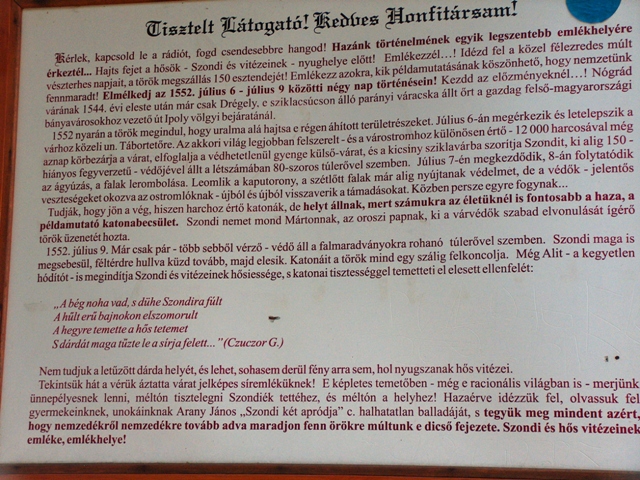 Tisztelt Látogató! Kedves Honfitársam!
Kérlek, kapcsold le a rádiót, fogd csendesebbre hangod! Hazánk történelmének egyik legszentebb emlékhelyére
érkeztél... Hajts fejet a hősök - Szondi és vitézeinek - nyughelye előtt! Emlékezzél...! Idézd fel a közel félezredes múlt
vészterhes napjait, a török megszállás 150 esztendejét! Emlékezz azokra, kik példamutatásának köszönhető, hogy nemzetünk
fennmaradt! Elmélkedj az 1552. július 6 - július 9 közötti négy nap történésein! Kezdd az előzményeknél...! Nógrád
várának 1544. évi eleste után már csak Drégely, e sziklacsúcson álló parányi váracska állt őrt a gazdag felső-magyarországi
bányavárosokhoz vezető út Ipoly völgyi bejáratánál.
1552 nyarán a török megindul, hogy uralma alá hajtsa e régen áhított területrészeket. Július 6-án megérkezik és letelepszik a
várhoz közeli un. Tábortetőre. Az akkori világ legjobban felszerelt - és a várostromhoz különösen értő - 12 000 harcosával még
aznap körbezárja a várat, elfoglalja a védhetetlenül gyenge külső-várat, és a kicsiny sziklavárba szorítja Szondit, ki alig 150 -
hiányos fegyverzetű - védőjével állt a létszámában 80-szoros túlerővel szemben. Július 7-én megkezdődik, 8-án folytatódik
az ágyúzás, a falak lerombolása. Leomlik a kaputorony, a szétlőtt falak már alig nyújtanak védelmet, de a védők - jelentős
veszteségeket okozva az ostromlóknak - újból és újból visszaverik a támadásokat. Közben persze egyre fogynak...
Tudják, hogy jön a vég, hiszen harchoz értő katonák, de helyt állnak, mert számukra az életüknél is fontosabb a haza, a
példamutató katonabecsület. Szondi nemet mond Mártonnak, az oroszi papnak, ki a várvédők szabad elvonulását ígérő
török üzenetét hozta.
1552. július 9. Már csak pár - több sebből vérző - védő áll a falmaradványokra rohanó túlerővel szemben. Szondi maga is
megsebesül, féltérdre hullva küzd tovább, majd elesik. Katonáit a török mind egy szálig felkoncolja. Még Alit - a kegyetlen
hódítót - is megindítja Szondi és vitézeinek hősiessége, s katonai tisztességgel temetteti el elesett ellenfelét:
„A bég noha vad, s dühe Szondira fúlt
A hűlt erű bajnokon elszomorult
A hegyre temette a hős tetemet
S dárdát maga tűzte le a sírja felett..." (Czuczor G.)
Nem tudjuk a letűzött dárda helyét, és lehet, sohasem derül fény arra sem, hol nyugszanak hős vitézei.
Tekintsük hát a vérük áztatta várat jelképes síremléküknek! E képletes temetőben - még e racionális világban is - merjünk
ünnepélyesnek lenni, méltón tisztelegni Szondiék tettéhez, és méltón a helyhez! Hazaérve idézzük fel, olvassuk fel
gyermekeinknek, unokáinknak Arany János „Szondi két apródja" c. halhatatlan balladáját, s tegyük meg mindent azért,
hogy nemzedékről nemzedékre tovább adva maradjon fenn örökre múltunk e dicső fejezete. Szondi és hős vitézeinek
emléke, emlékhelye!